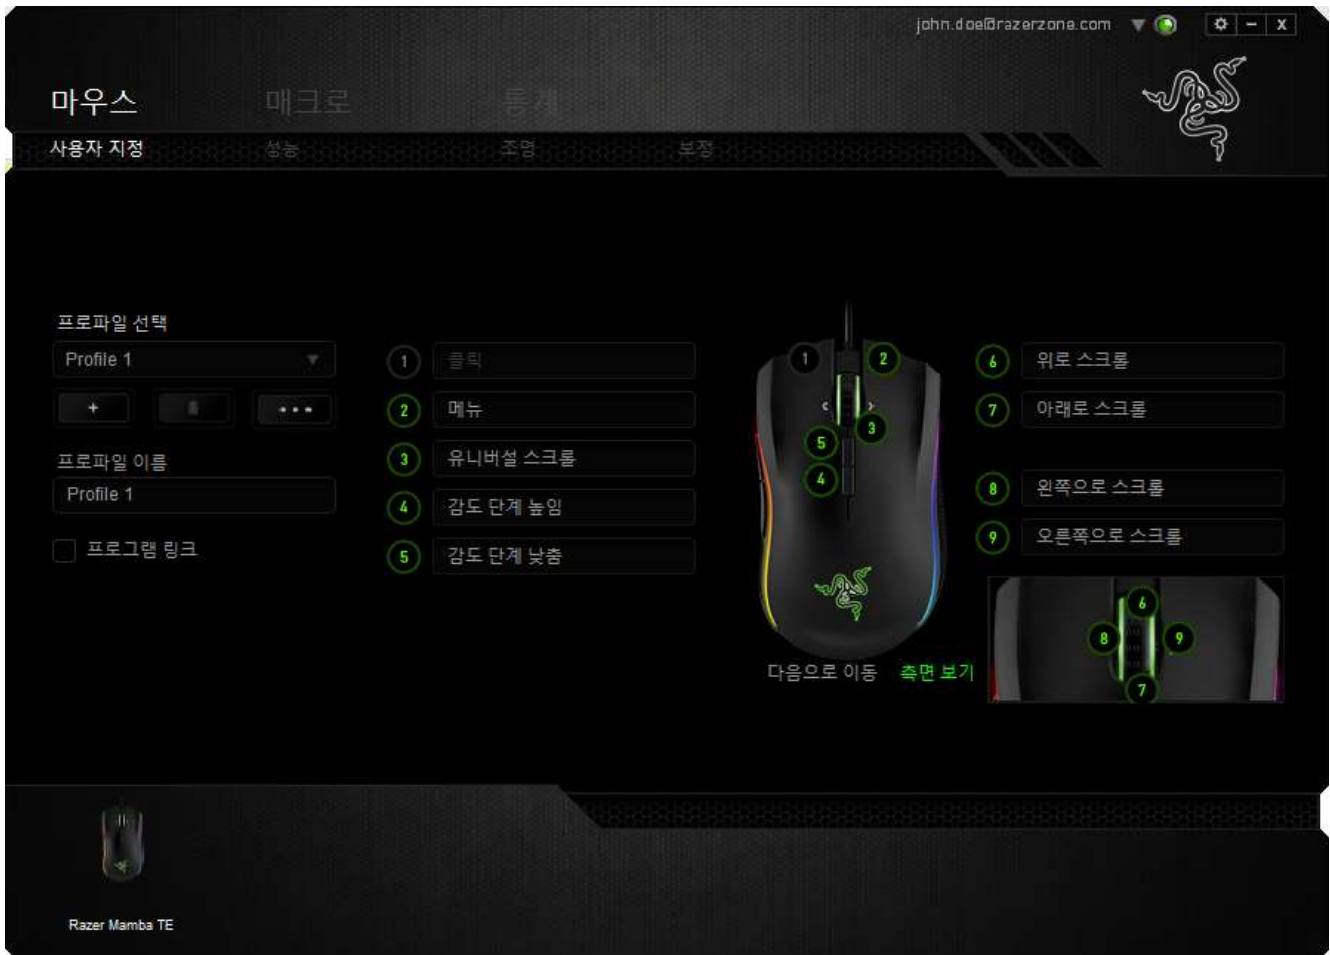 john.doe@razerzone.com
마우스 매크로 통계
사용자 지정 성능 조명 보정
프로파일 선택
Profile 1
+
프로파일 이름
Profile 1
프로그램 링크
1 클릭
2 메뉴
3 유니버설 스크롤
4 감도 단계 높임
5 감도 단계 낮춤
1 2
3
5
4
다음으로 이동 측면 보기
6 위로 스크롤
7 아래로 스크롤
8 왼쪽으로 스크롤
9 오른쪽으로 스크롤
6
8 9
7
Razer Mamba TE